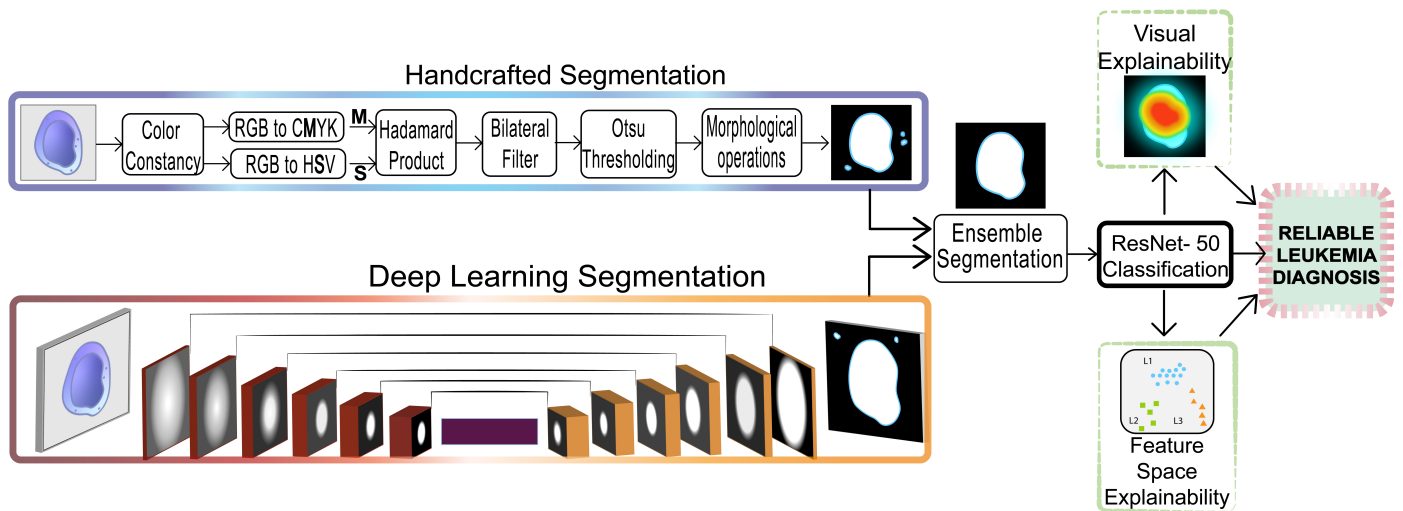 Handcrafted Segmentation
Color
Constancy
RGB to CMYK
RGB to HSV
M
S
Hadamard
Product
Bilateral
Filter
Otsu
Thresholding
Morphological
operations
Deep Learning Segmentation
Ensemble
Segmentation
ResNet- 50
Classification
Visual
Explainability
RELIABLE
LEUKEMIA
DIAGNOSIS
L1
L2
L3
Feature
Space
Explainability